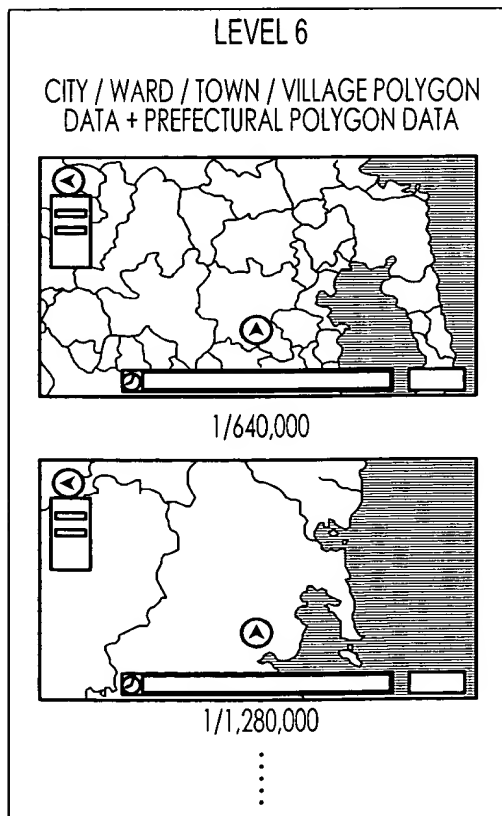 LEVEL 6
CITY / WARD / TOWN / VILLAGE POLYGON
DATA + PREFECTURAL POLYGON DATA
1/640,000
1/1,280,000